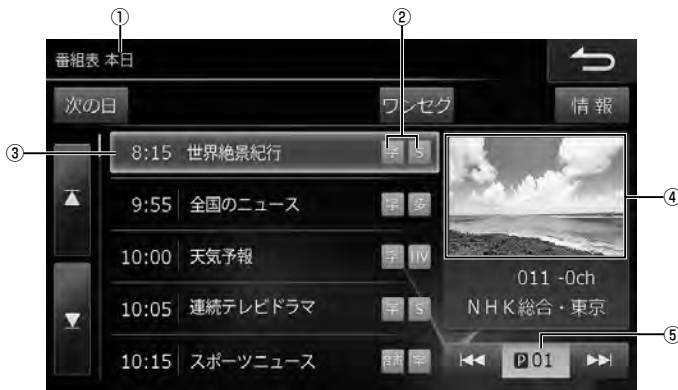 ①
②
番組表 本日
次の日
ワンセグ
情報
③
8:15 世界絶景紀行 字 S
④
9:55 全国のニュース 字 多
10:00 天気予報 字
011 -0ch
10:05 連続テレビドラマ 字 S
NHK総合・東京
⑤
10:15 スポーツニュース 音声 字
P 01